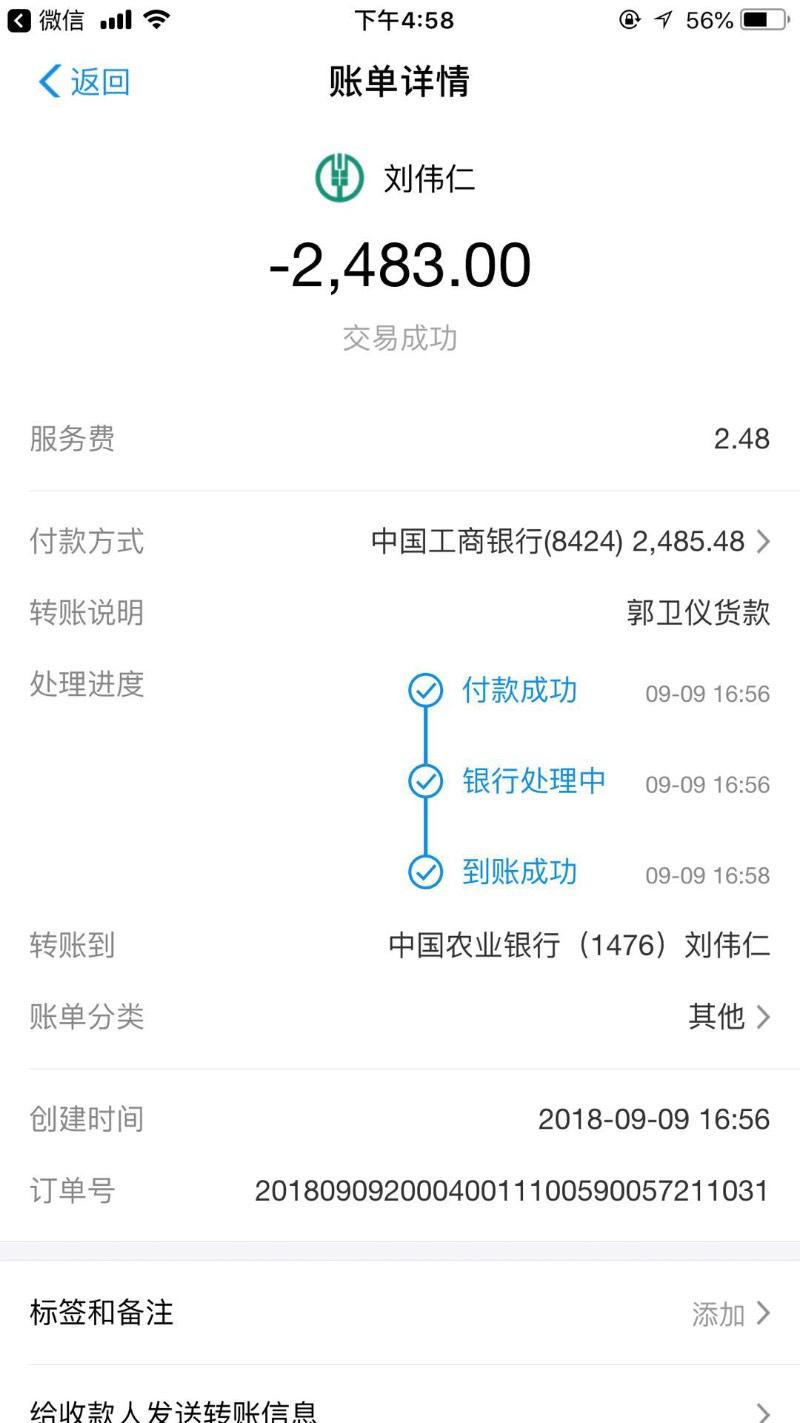 微信 下午4:58 56%
返回 账单详情
刘伟仁
-2,483.00
交易成功
服务费 2.48
付款方式 中国工商银行(8424) 2,485.48
转账说明 郭卫仪货款
处理进度 付款成功 09-09 16:56
银行处理中 09-09 16:56
到账成功 09-09 16:58
转账到 中国农业银行（1476）刘伟仁
账单分类 其他
创建时间 2018-09-09 16:56
订单号 20180909200040011100590057211031
标签和备注 添加
给收款人发送转账信息